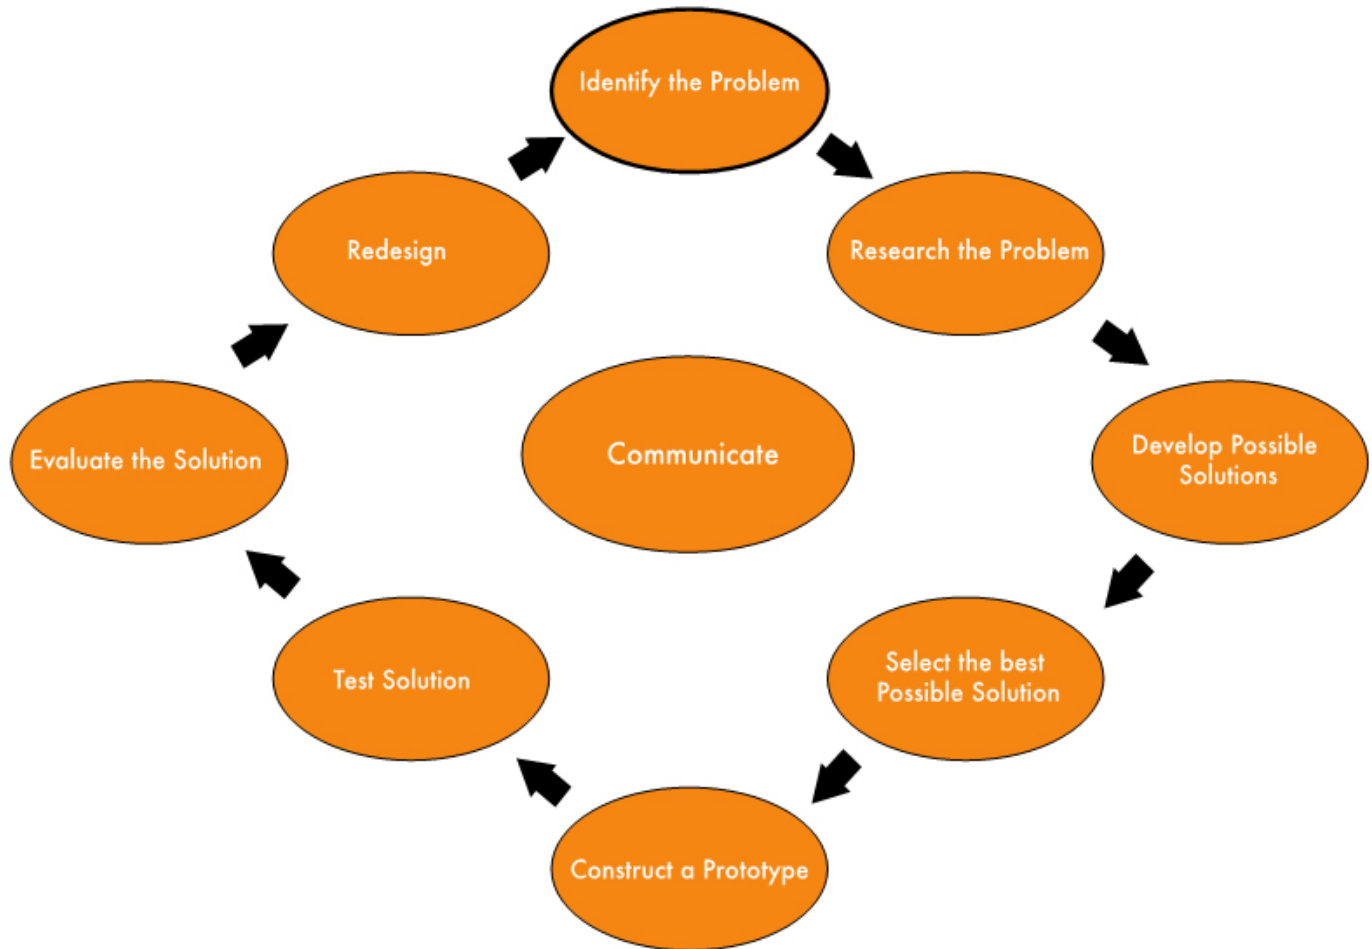 Identify the Problem
Redesign
Research the Problem
Evaluate the Solution
Communicate
Develop Possible
Solutions
Test Solution
Select the best
Possible Solution
Construct a Prototype